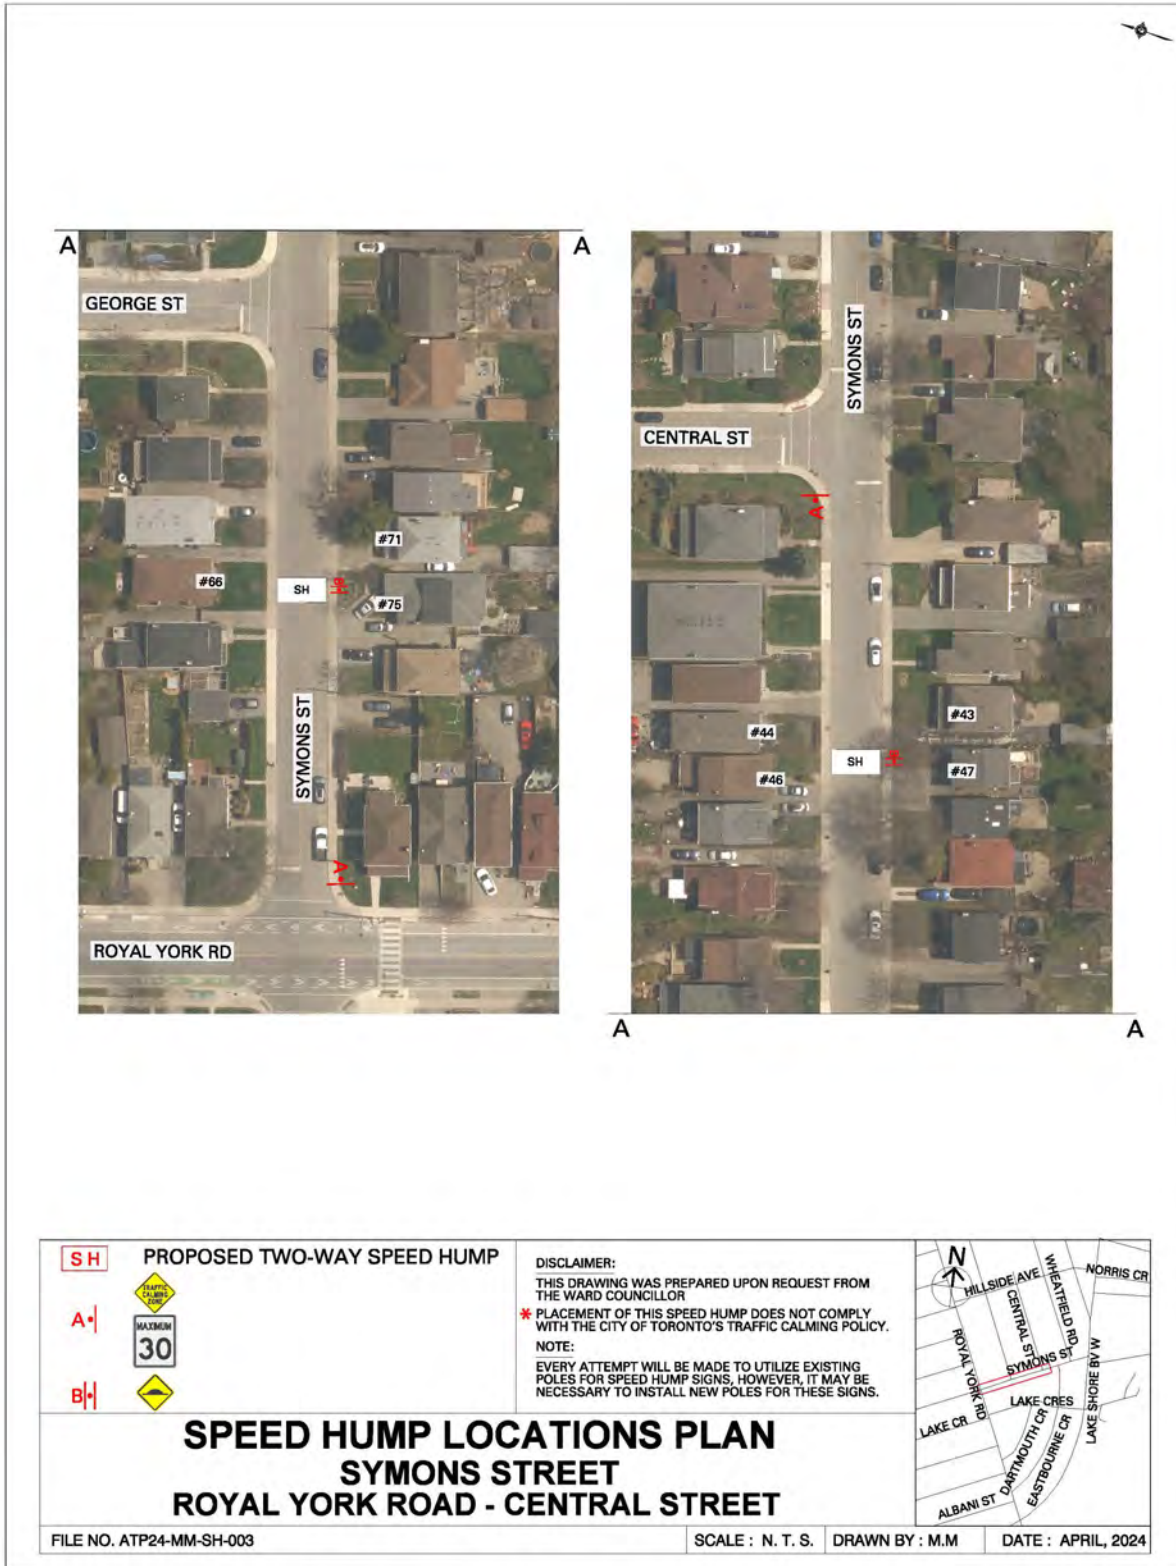 A
A
GEORGE ST
#71
#66
SH
B
#75
SYMONS ST
A
ROYAL YORK RD
SYMONS ST
CENTRAL ST
A
#43
#44
SH
B
#47
#46
A
A
SH
PROPOSED TWO-WAY SPEED HUMP
TRAFFIC
CALMING
ZONE
A
MAXIMUM
30
B
DISCLAIMER:
THIS DRAWING WAS PREPARED UPON REQUEST FROM
THE WARD COUNCILLOR
* PLACEMENT OF THIS SPEED HUMP DOES NOT COMPLY
WITH THE CITY OF TORONTO'S TRAFFIC CALMING POLICY.
NOTE:
EVERY ATTEMPT WILL BE MADE TO UTILIZE EXISTING
POLES FOR SPEED HUMP SIGNS, HOWEVER, IT MAY BE
NECESSARY TO INSTALL NEW POLES FOR THESE SIGNS.
N
HILLSIDE AVE
WHEATFIELD RD
NORRIS CR
CENTRAL ST
ROYAL YORK RD
SYMONS ST
LAKE SHORE BV W
LAKE CRES
LAKE CR
DARTMOUTH CR
EASTBOURNE CR
ALBANI ST
SPEED HUMP LOCATIONS PLAN
SYMONS STREET
ROYAL YORK ROAD - CENTRAL STREET
FILE NO. ATP24-MM-SH-003
SCALE : N. T. S.
DRAWN BY : M.M
DATE : APRIL, 2024